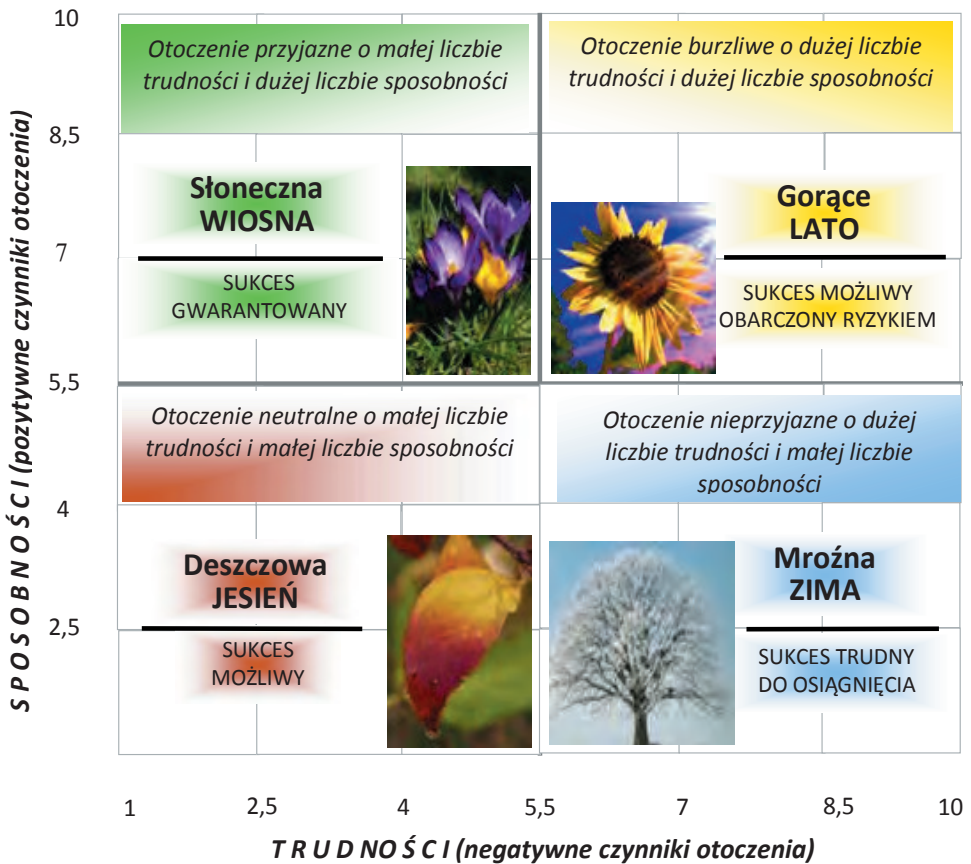 10
Otoczenie przyjazne o małej liczbie
trudności i dużej liczbie sposobności
Otoczenie burzliwe o dużej liczbie
trudności i dużej liczbie sposobności
8,5
Słoneczna
WIOSNA
SUKCES
GWARANTOWANY
Gorące
LATO
SUKCES MOŻLIWY
OBARCZONY RYZYKIEM
7
5,5
Otoczenie neutralne o małej liczbie
trudności i małej liczbie sposobności
Otoczenie nieprzyjazne o dużej
liczbie trudności i małej liczbie
sposobności
4
Deszczowa
JESIEŃ
SUKCES
MOŻLIWY
Mroźna
ZIMA
SUKCES TRUDNY
DO OSIĄGNIĘCIA
2,5
S P O S O B N O Ś C I (pozytywne czynniki otoczenia)
1 2,5 4 5,5 7 8,5 10
T R U D NO Ś C I (negatywne czynniki otoczenia)